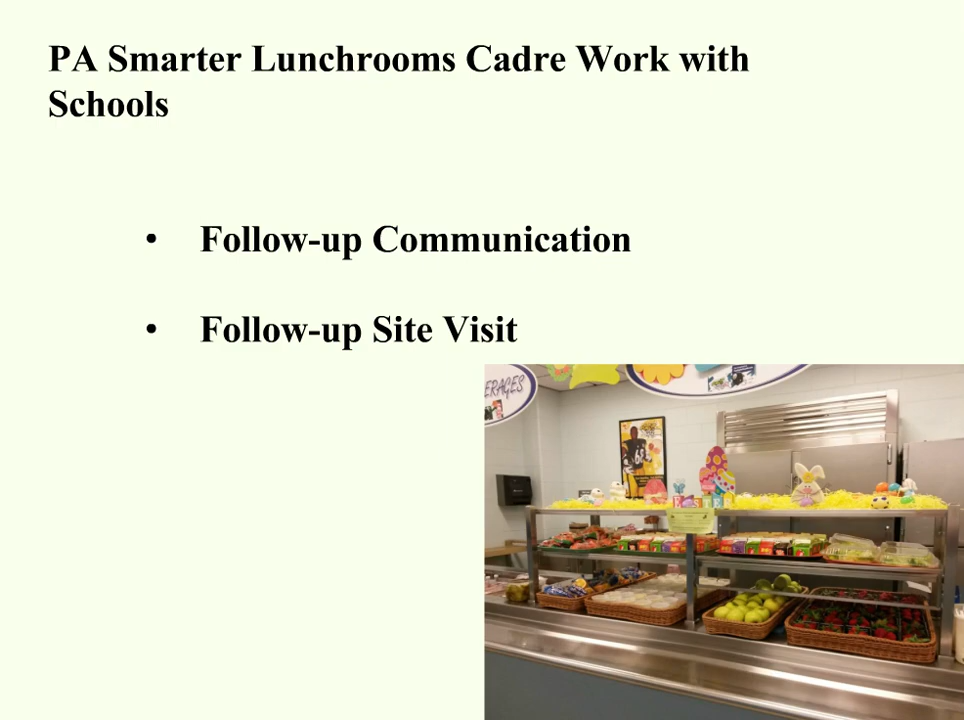 PA Smarter Lunchrooms Cadre Work with
Schools
• Follow-up Communication
• Follow-up Site Visit